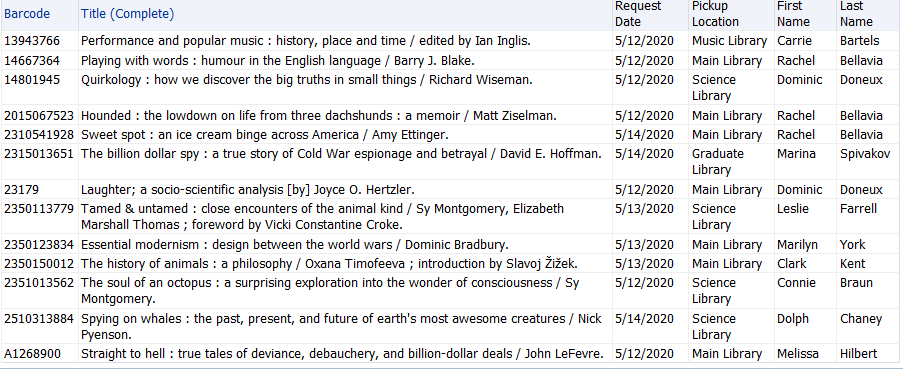 Barcode Title (Complete) Request Date Pickup Location First Name Last Name
13943766 Performance and popular music : history, place and time / edited by Ian Inglis. 5/12/2020 Music Library Carrie Bartels
14667364 Playing with words : humour in the English language / Barry J. Blake. 5/12/2020 Main Library Rachel Bellavia
14801945 Quirkology : how we discover the big truths in small things / Richard Wiseman. 5/12/2020 Science Library Dominic Doneux
2015067523 Hounded : the lowdown on life from three dachshunds : a memoir / Matt Ziselman. 5/12/2020 Main Library Rachel Bellavia
2310541928 Sweet spot : an ice cream binge across America / Amy Ettinger. 5/14/2020 Main Library Rachel Bellavia
2315013651 The billion dollar spy : a true story of Cold War espionage and betrayal / David E. Hoffman. 5/14/2020 Graduate Library Marina Spivakov
23179 Laughter; a socio-scientific analysis [by] Joyce O. Hertzler. 5/12/2020 Main Library Dominic Doneux
2350113779 Tamed & untamed : close encounters of the animal kind / Sy Montgomery, Elizabeth Marshall Thomas ; foreword by Vicki Constantine Croke. 5/13/2020 Science Library Leslie Farrell
2350123834 Essential modernism : design between the world wars / Dominic Bradbury. 5/13/2020 Main Library Marilyn York
2350150012 The history of animals : a philosophy / Oxana Timofeeva ; introduction by Slavoj Žižek. 5/13/2020 Main Library Clark Kent
2351013562 The soul of an octopus : a surprising exploration into the wonder of consciousness / Sy Montgomery. 5/12/2020 Science Library Connie Braun
2510313884 Spying on whales : the past, present, and future of earth's most awesome creatures / Nick Pyenson. 5/14/2020 Science Library Dolph Chaney
A1268900 Straight to hell : true tales of deviance, debauchery, and billion-dollar deals / John LeFevre. 5/12/2020 Main Library Melissa Hilbert